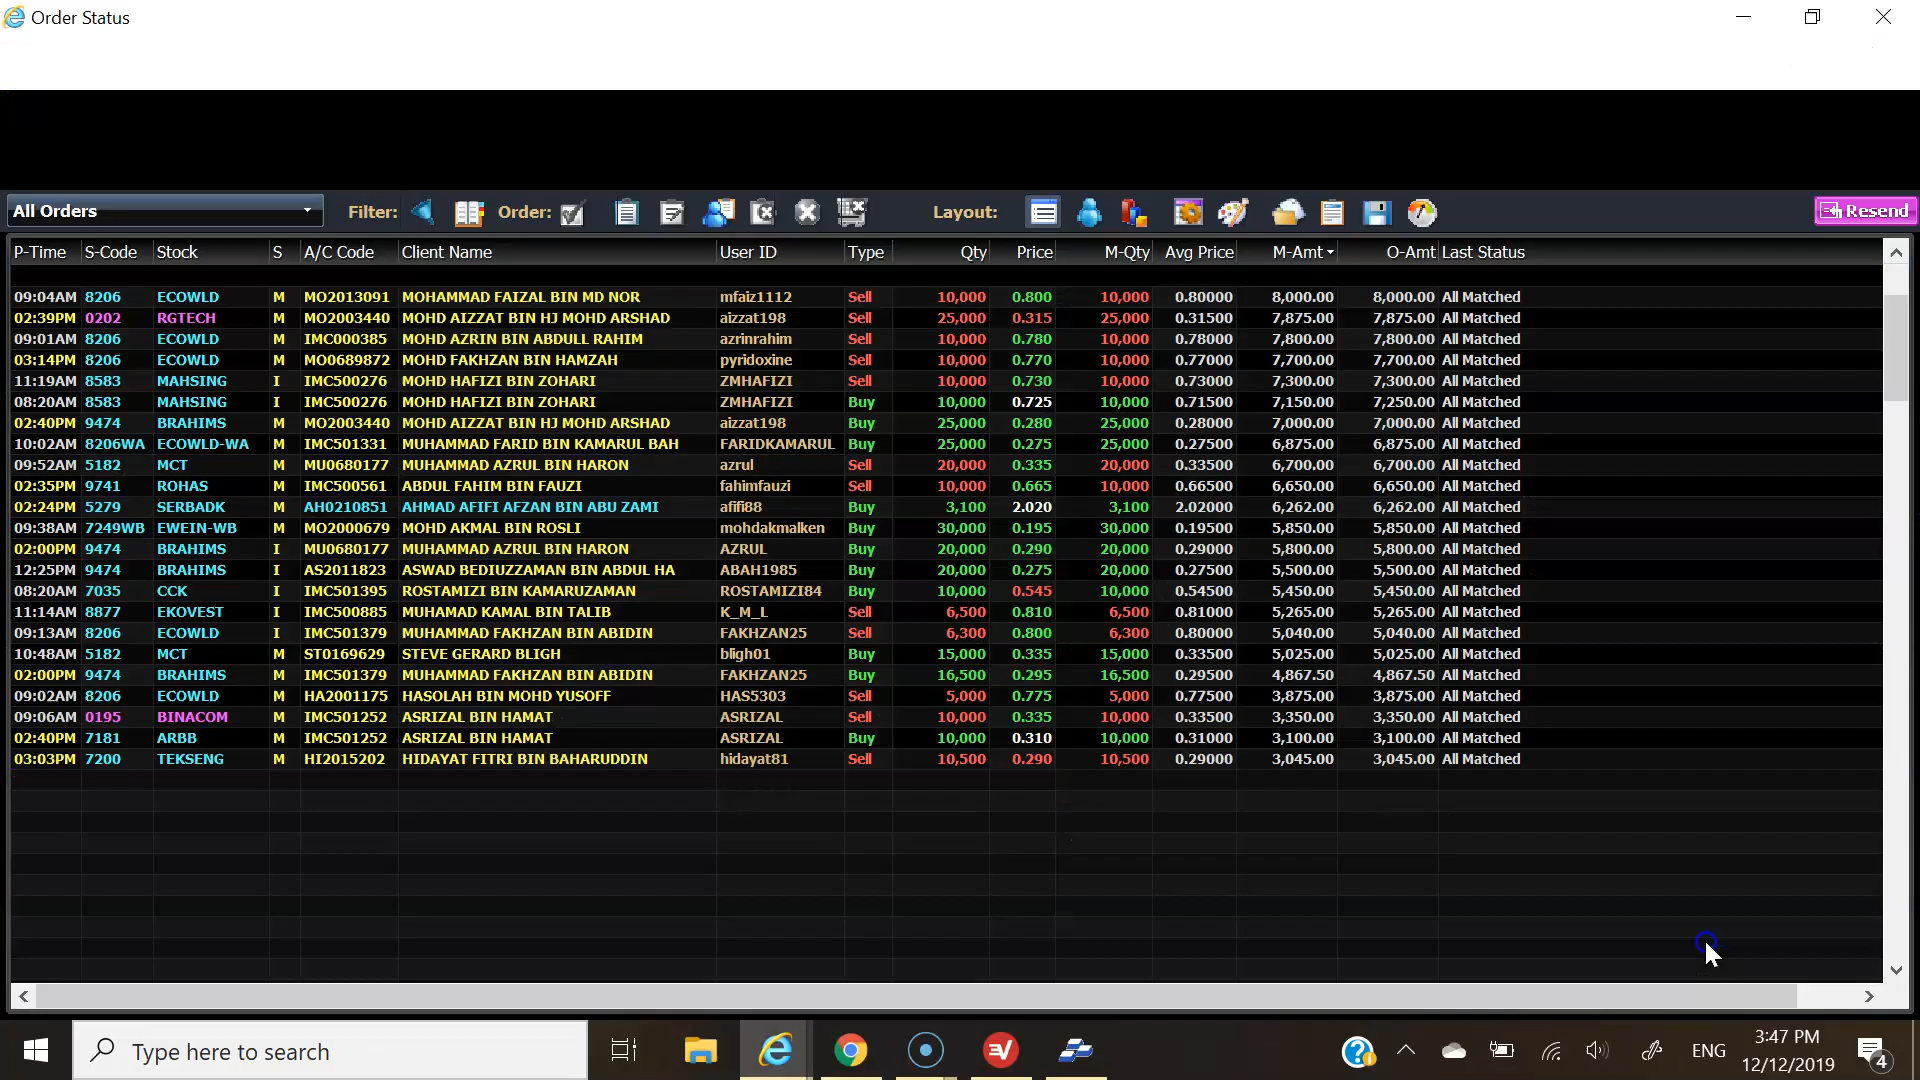 Order Status
All Orders Filter: Order: Layout: Resend
P-Time S-Code Stock S A/C Code Client Name User ID Type Qty Price M-Qty Avg Price M-Amt O-Amt Last Status
09:04AM 8206 ECOWLD M MO2013091 MOHAMMAD FAIZAL BIN MD NOR mfaiz1112 Sell 10,000 0.800 10,000 0.80000 8,000.00 8,000.00 All Matched
02:39PM 0202 RGTECH M MO2003440 MOHD AIZZAT BIN HJ MOHD ARSHAD aizzat198 Sell 25,000 0.315 25,000 0.31500 7,875.00 7,875.00 All Matched
09:01AM 8206 ECOWLD M IMC000385 MOHD AZRIN BIN ABDULL RAHIM azrinrahim Sell 10,000 0.780 10,000 0.78000 7,800.00 7,800.00 All Matched
03:14PM 8206 ECOWLD M MO0689872 MOHD FAKHZAN BIN HAMZAH pyridoxine Sell 10,000 0.770 10,000 0.77000 7,700.00 7,700.00 All Matched
11:19AM 8583 MAHSING I IMC500276 MOHD HAFIZI BIN ZOHARI ZMHAFIZI Sell 10,000 0.730 10,000 0.73000 7,300.00 7,300.00 All Matched
08:20AM 8583 MAHSING I IMC500276 MOHD HAFIZI BIN ZOHARI ZMHAFIZI Buy 10,000 0.725 10,000 0.71500 7,150.00 7,250.00 All Matched
02:40PM 9474 BRAHIMS M MO2003440 MOHD AIZZAT BIN HJ MOHD ARSHAD aizzat198 Buy 25,000 0.280 25,000 0.28000 7,000.00 7,000.00 All Matched
10:02AM 8206WA ECOWLD-WA M IMC501331 MUHAMMAD FARID BIN KAMARUL BAH FARIDKAMARUL Buy 25,000 0.275 25,000 0.27500 6,875.00 6,875.00 All Matched
09:52AM 5182 MCT M MU0680177 MUHAMMAD AZRUL BIN HARON azrul Sell 20,000 0.335 20,000 0.33500 6,700.00 6,700.00 All Matched
02:35PM 9741 ROHAS M IMC500561 ABDUL FAHIM BIN FAUZI fahimfauzi Sell 10,000 0.665 10,000 0.66500 6,650.00 6,650.00 All Matched
02:24PM 5279 SERBADK M AH0210851 AHMAD AFIFI AFZAN BIN ABU ZAMI afifi88 Buy 3,100 2.020 3,100 2.02000 6,262.00 6,262.00 All Matched
09:38AM 7249WB EWEIN-WB M MO2000679 MOHD AKMAL BIN ROSLI mohdakmalken Buy 30,000 0.195 30,000 0.19500 5,850.00 5,850.00 All Matched
02:00PM 9474 BRAHIMS I MU0680177 MUHAMMAD AZRUL BIN HARON AZRUL Buy 20,000 0.290 20,000 0.29000 5,800.00 5,800.00 All Matched
12:25PM 9474 BRAHIMS I AS2011823 ASWAD BEDIUZZAMAN BIN ABDUL HA ABAH1985 Buy 20,000 0.275 20,000 0.27500 5,500.00 5,500.00 All Matched
08:20AM 7035 CCK I IMC501395 ROSTAMIZI BIN KAMARUZAMAN ROSTAMIZI84 Buy 10,000 0.545 10,000 0.54500 5,450.00 5,450.00 All Matched
11:14AM 8877 EKOVEST I IMC500885 MUHAMAD KAMAL BIN TALIB K_M_L Sell 6,500 0.810 6,500 0.81000 5,265.00 5,265.00 All Matched
09:13AM 8206 ECOWLD I IMC501379 MUHAMMAD FAKHZAN BIN ABIDIN FAKHZAN25 Sell 6,300 0.800 6,300 0.80000 5,040.00 5,040.00 All Matched
10:48AM 5182 MCT M ST0169629 STEVE GERARD BLIGH bligh01 Buy 15,000 0.335 15,000 0.33500 5,025.00 5,025.00 All Matched
02:00PM 9474 BRAHIMS M IMC501379 MUHAMMAD FAKHZAN BIN ABIDIN FAKHZAN25 Buy 16,500 0.295 16,500 0.29500 4,867.50 4,867.50 All Matched
09:02AM 8206 ECOWLD M HA2001175 HASOLAH BIN MOHD YUSOFF HAS5303 Sell 5,000 0.775 5,000 0.77500 3,875.00 3,875.00 All Matched
09:06AM 0195 BINACOM M IMC501252 ASRIZAL BIN HAMAT ASRIZAL Sell 10,000 0.335 10,000 0.33500 3,350.00 3,350.00 All Matched
02:40PM 7181 ARBB M IMC501252 ASRIZAL BIN HAMAT ASRIZAL Buy 10,000 0.310 10,000 0.31000 3,100.00 3,100.00 All Matched
03:03PM 7200 TEKSENG M HI2015202 HIDAYAT FITRI BIN BAHARUDDIN hidayat81 Sell 10,500 0.290 10,500 0.29000 3,045.00 3,045.00 All Matched
Type here to search
ENG
3:47 PM
12/12/2019
4